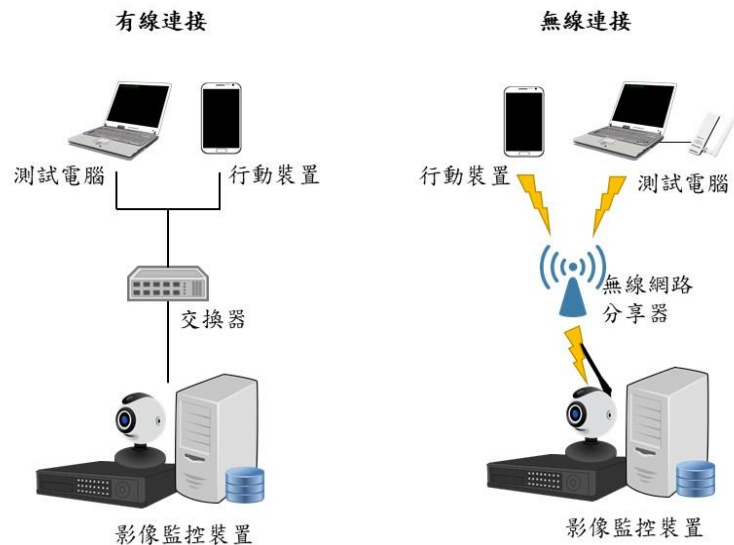 有線連接
無線連接
測試電腦
行動裝置
行動裝置
測試電腦
交換器
無線網路
分享器
影像監控裝置
影像監控裝置